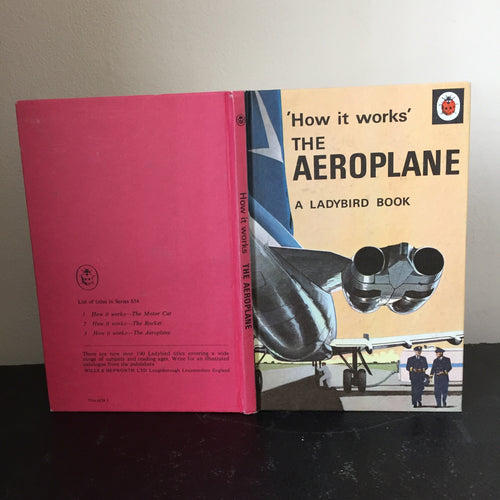 'How it works'
THE
AEROPLANE
A LADYBIRD BOOK
How it works THE AEROPLANE
List of titles in Series 654
1 How it works—The Motor Car
2 How it works—The Rocket
3 How it works—The Aeroplane
There are now over 190 Ladybird titles covering a wide
range of subjects and reading ages. Write for an illustrated
catalogue from the publishers
WILLS & HEPWORTH LTD Loughborough Leicestershire England